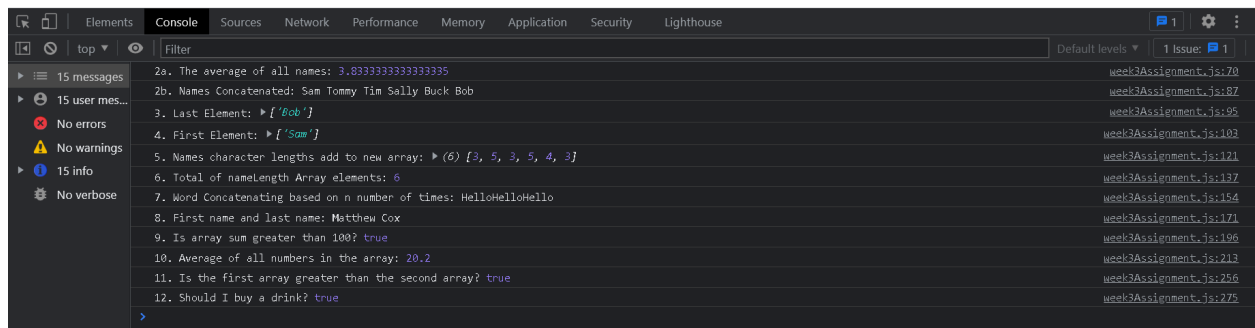 Elements Console Sources Network Performance Memory Application Security Lighthouse 1
top ▼ Filter Default levels ▼ 1 Issue: 1
15 messages
15 user mes...
No errors
No warnings
15 info
No verbose
2a. The average of all names: 3.8333333333333335 week3Assignment.js:70
2b. Names Concatenated: Sam Tommy Tim Sally Buck Bob week3Assignment.js:87
3. Last Element: ▶ ['Bob'] week3Assignment.js:95
4. First Element: ▶ ['Sam'] week3Assignment.js:103
5. Names character lengths add to new array: ▶ (6) [3, 5, 3, 5, 4, 3] week3Assignment.js:121
6. Total of nameLength Array elements: 6 week3Assignment.js:137
7. Word Concatenating based on n number of times: HelloHelloHello week3Assignment.js:154
8. First name and last name: Matthew Cox week3Assignment.js:171
9. Is array sum greater than 100? true week3Assignment.js:196
10. Average of all numbers in the array: 20.2 week3Assignment.js:213
11. Is the first array greater than the second array? true week3Assignment.js:256
12. Should I buy a drink? true week3Assignment.js:275
>